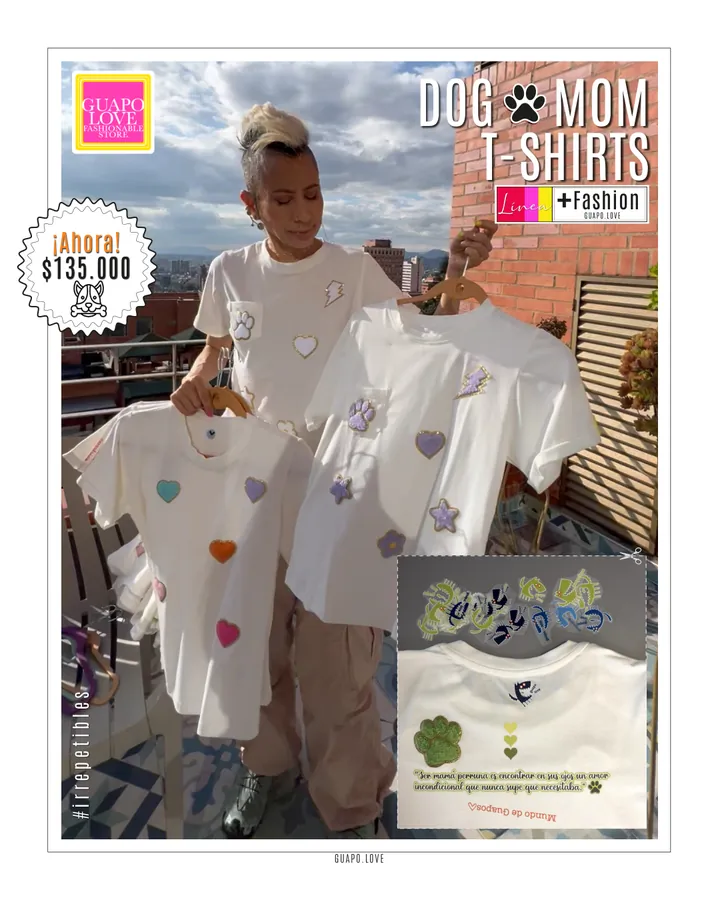 GUAPO
LOVE
FASHIONABLE
STORE
DOG MOM
T-SHIRTS
Linen +Fashion
GUAPO.LOVE
¡Ahora!
$135.000
#irrepetibles
"Ser mamá perruna es encontrar en sus ojos un amor
incondicional que nunca supe que necesitaba."
Mundo de Guapos
GUAPO.LOVE